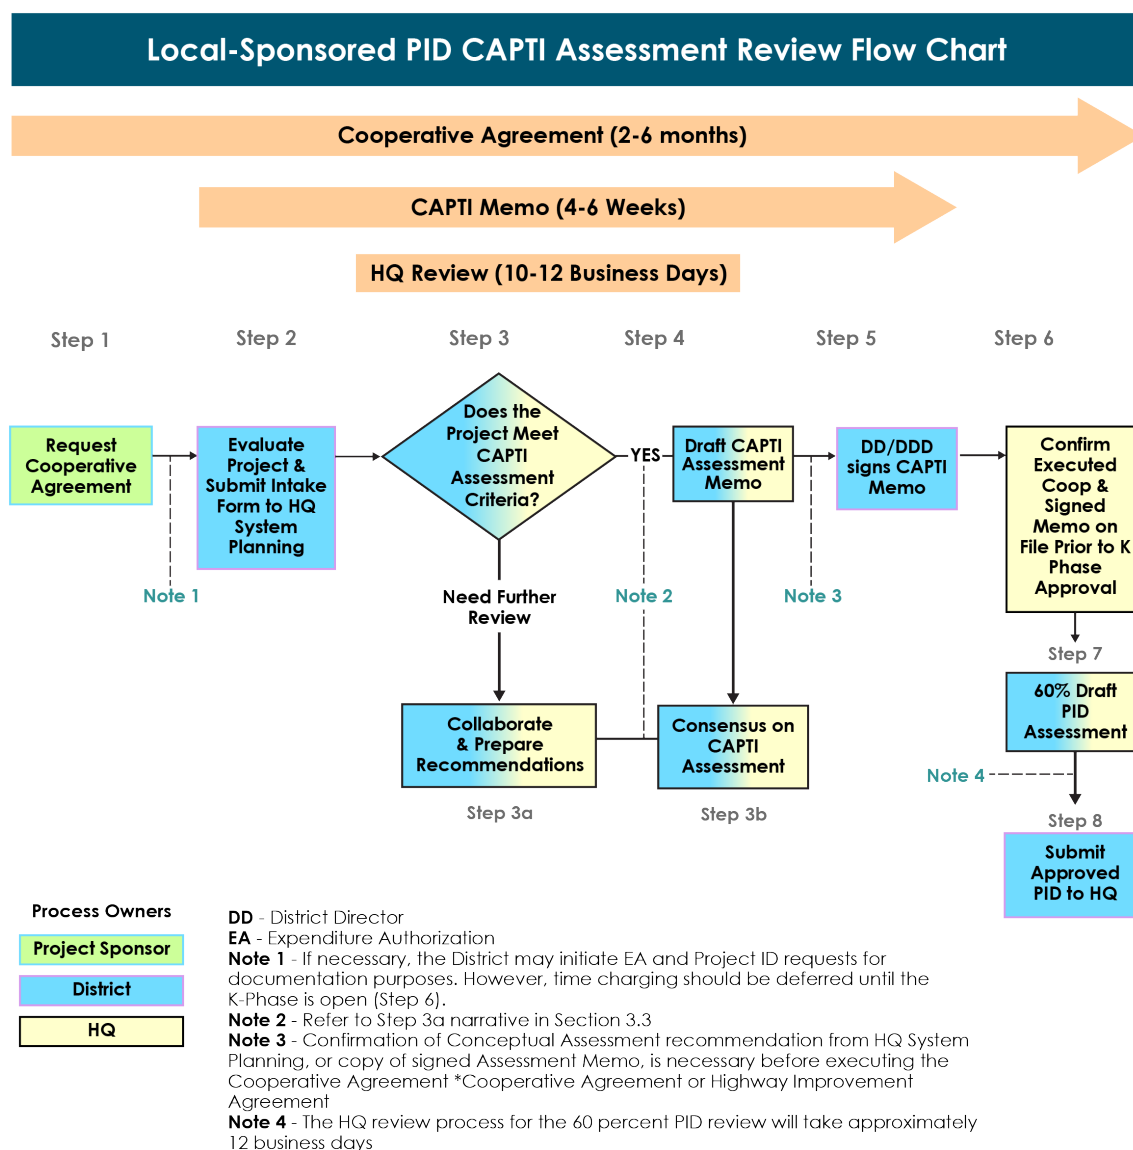 Local-Sponsored PID CAPTI Assessment Review Flow Chart
Cooperative Agreement (2-6 months)
CAPTI Memo (4-6 Weeks)
HQ Review (10-12 Business Days)
Step 1
Step 2
Step 3
Step 4
Step 5
Step 6
Request
Cooperative
Agreement
Evaluate
Project &
Submit Intake
Form to HQ
System
Planning
Does the
Project Meet
CAPTI
Assessment
Criteria?
YES
Draft CAPTI
Assessment
Memo
DD/DDD
signs CAPTI
Memo
Confirm
Executed
Coop &
Signed
Memo on
File Prior to K
Phase
Approval
Note 1
Need Further
Review
Note 2
Note 3
Step 7
Collaborate
& Prepare
Recommendations
Consensus on
CAPTI
Assessment
60% Draft
PID
Assessment
Note 4
Step 3a
Step 3b
Step 8
Submit
Approved
PID to HQ
Process Owners
Project Sponsor
District
HQ
DD - District Director
EA - Expenditure Authorization
Note 1 - If necessary, the District may initiate EA and Project ID requests for
documentation purposes. However, time charging should be deferred until the
K-Phase is open (Step 6).
Note 2 - Refer to Step 3a narrative in Section 3.3
Note 3 - Confirmation of Conceptual Assessment recommendation from HQ System
Planning, or copy of signed Assessment Memo, is necessary before executing the
Cooperative Agreement *Cooperative Agreement or Highway Improvement
Agreement
Note 4 - The HQ review process for the 60 percent PID review will take approximately
12 business days